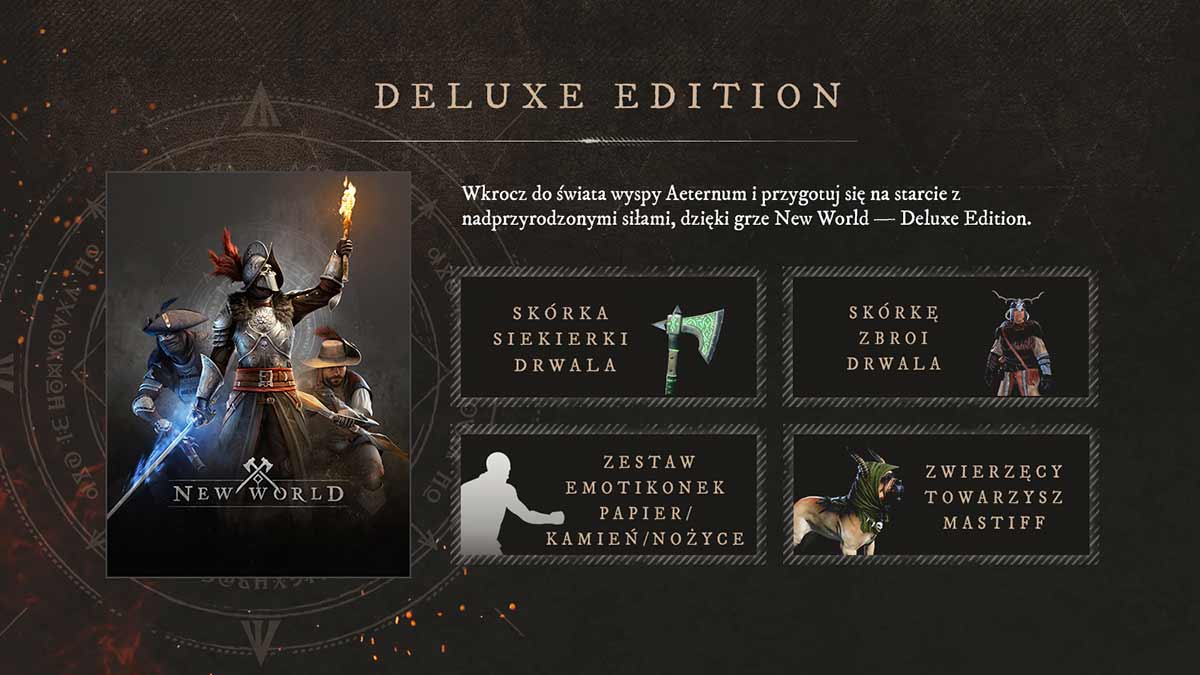 DELUXE EDITION
Wkrocz do świata wyspy Aeternum i przygotuj się na starcie z
nadprzyrodzonymi siłami, dzięki grze New World — Deluxe Edition.
SKÓRKA
SIEKIERKI
DRWALA
SKÓRKĘ
ZBROI
DRWALA
ZESTAW
EMOTIKONEK
PAPIER/
KAMIEŃ/NOŻYCE
ZWIERZĘCY
TOWARZYSZ
MASTIFF
NEW WORLD